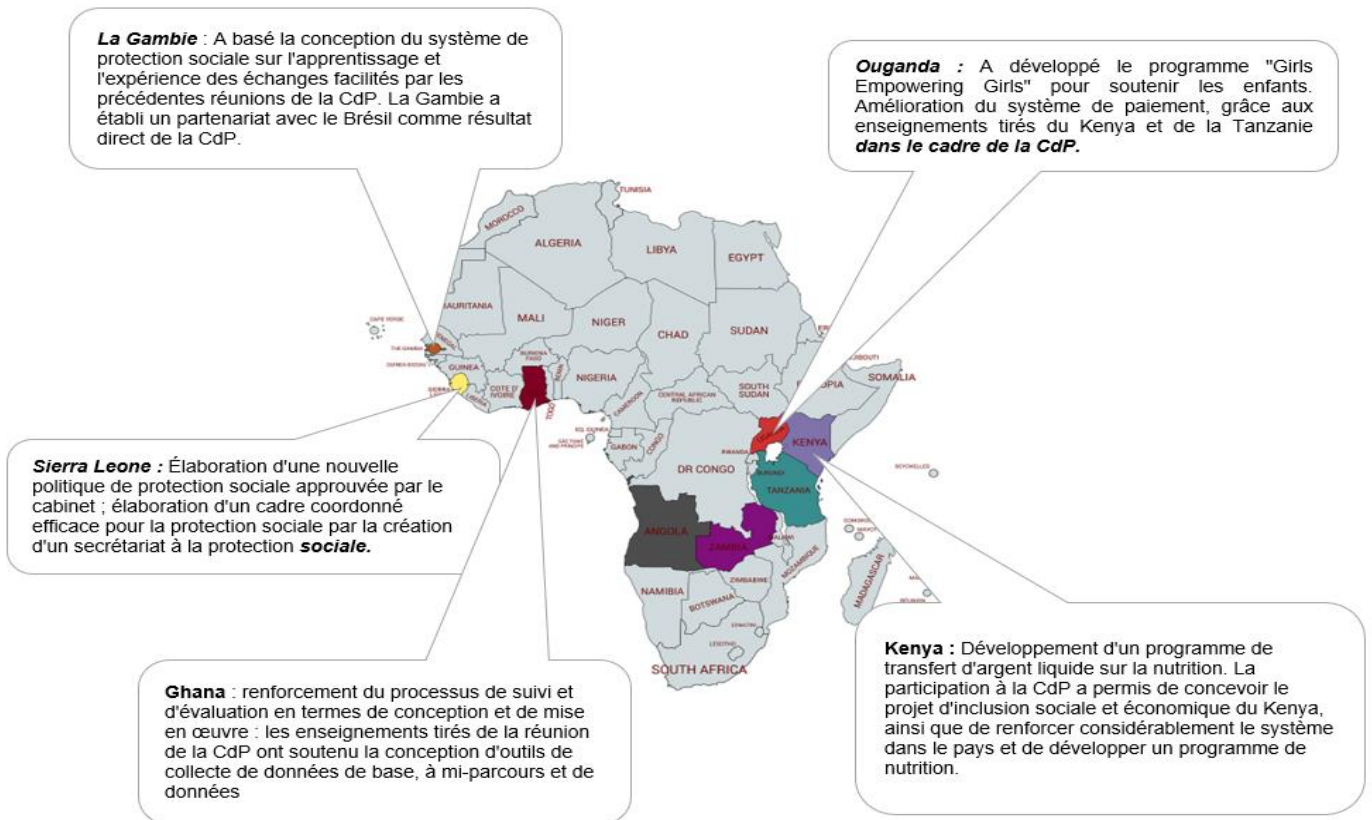 La Gambie : A basé la conception du système de
protection sociale sur l'apprentissage et
l'expérience des échanges facilités par les
précédentes réunions de la CdP. La Gambie a
établi un partenariat avec le Brésil comme résultat
direct de la CdP.
Ouganda : A développé le programme "Girls
Empowering Girls" pour soutenir les enfants.
Amélioration du système de paiement, grâce aux
enseignements tirés du Kenya et de la Tanzanie
dans le cadre de la CdP.
TUNISIA
MOROCCO
ALGERIA
LIBYA
EGYPT
AURITANIA
MALI
NIGER
CHAD
SUDAN
ER
CAPE VERDE
SENEGAL
THE GAMBIA
GUINEA-BISSAU
GUINEA
BURKINA
FASO
NIGERIA
JIBOUTI
OPIA
SOMALIA
SOUTH
SUDAN
CENTRAL AFRICAN
REPUBLIC
CAMEROON
COTE D'
IVOIRE
LIBERIA
SIERRA
TOGO
EQ. GUINEA
GABON
CONGO
DR CONGO
RWANDA
BURUNDI
UGANDA
KENYA
TANZANIA
SEYCHELLES
ANGOLA
ZAMBIA
MALAWI
MOZAMBIQUE
MADAGASCAR
ZIMBABWE
NAMIBIA
BOTSWANA
LESOTHO
SOUTH AFRICA
Sierra Leone : Élaboration d'une nouvelle
politique de protection sociale approuvée par le
cabinet ; élaboration d'un cadre coordonné
efficace pour la protection sociale par la création
d'un secrétariat à la protection sociale.
Ghana : renforcement du processus de suivi et
d'évaluation en termes de conception et de mise
en œuvre : les enseignements tirés de la réunion
de la CdP ont soutenu la conception d'outils de
collecte de données de base, à mi-parcours et de
données
Kenya : Développement d'un programme de
transfert d'argent liquide sur la nutrition. La
participation à la CdP a permis de concevoir le
projet d'inclusion sociale et économique du Kenya,
ainsi que de renforcer considérablement le système
dans le pays et de développer un programme de
nutrition.